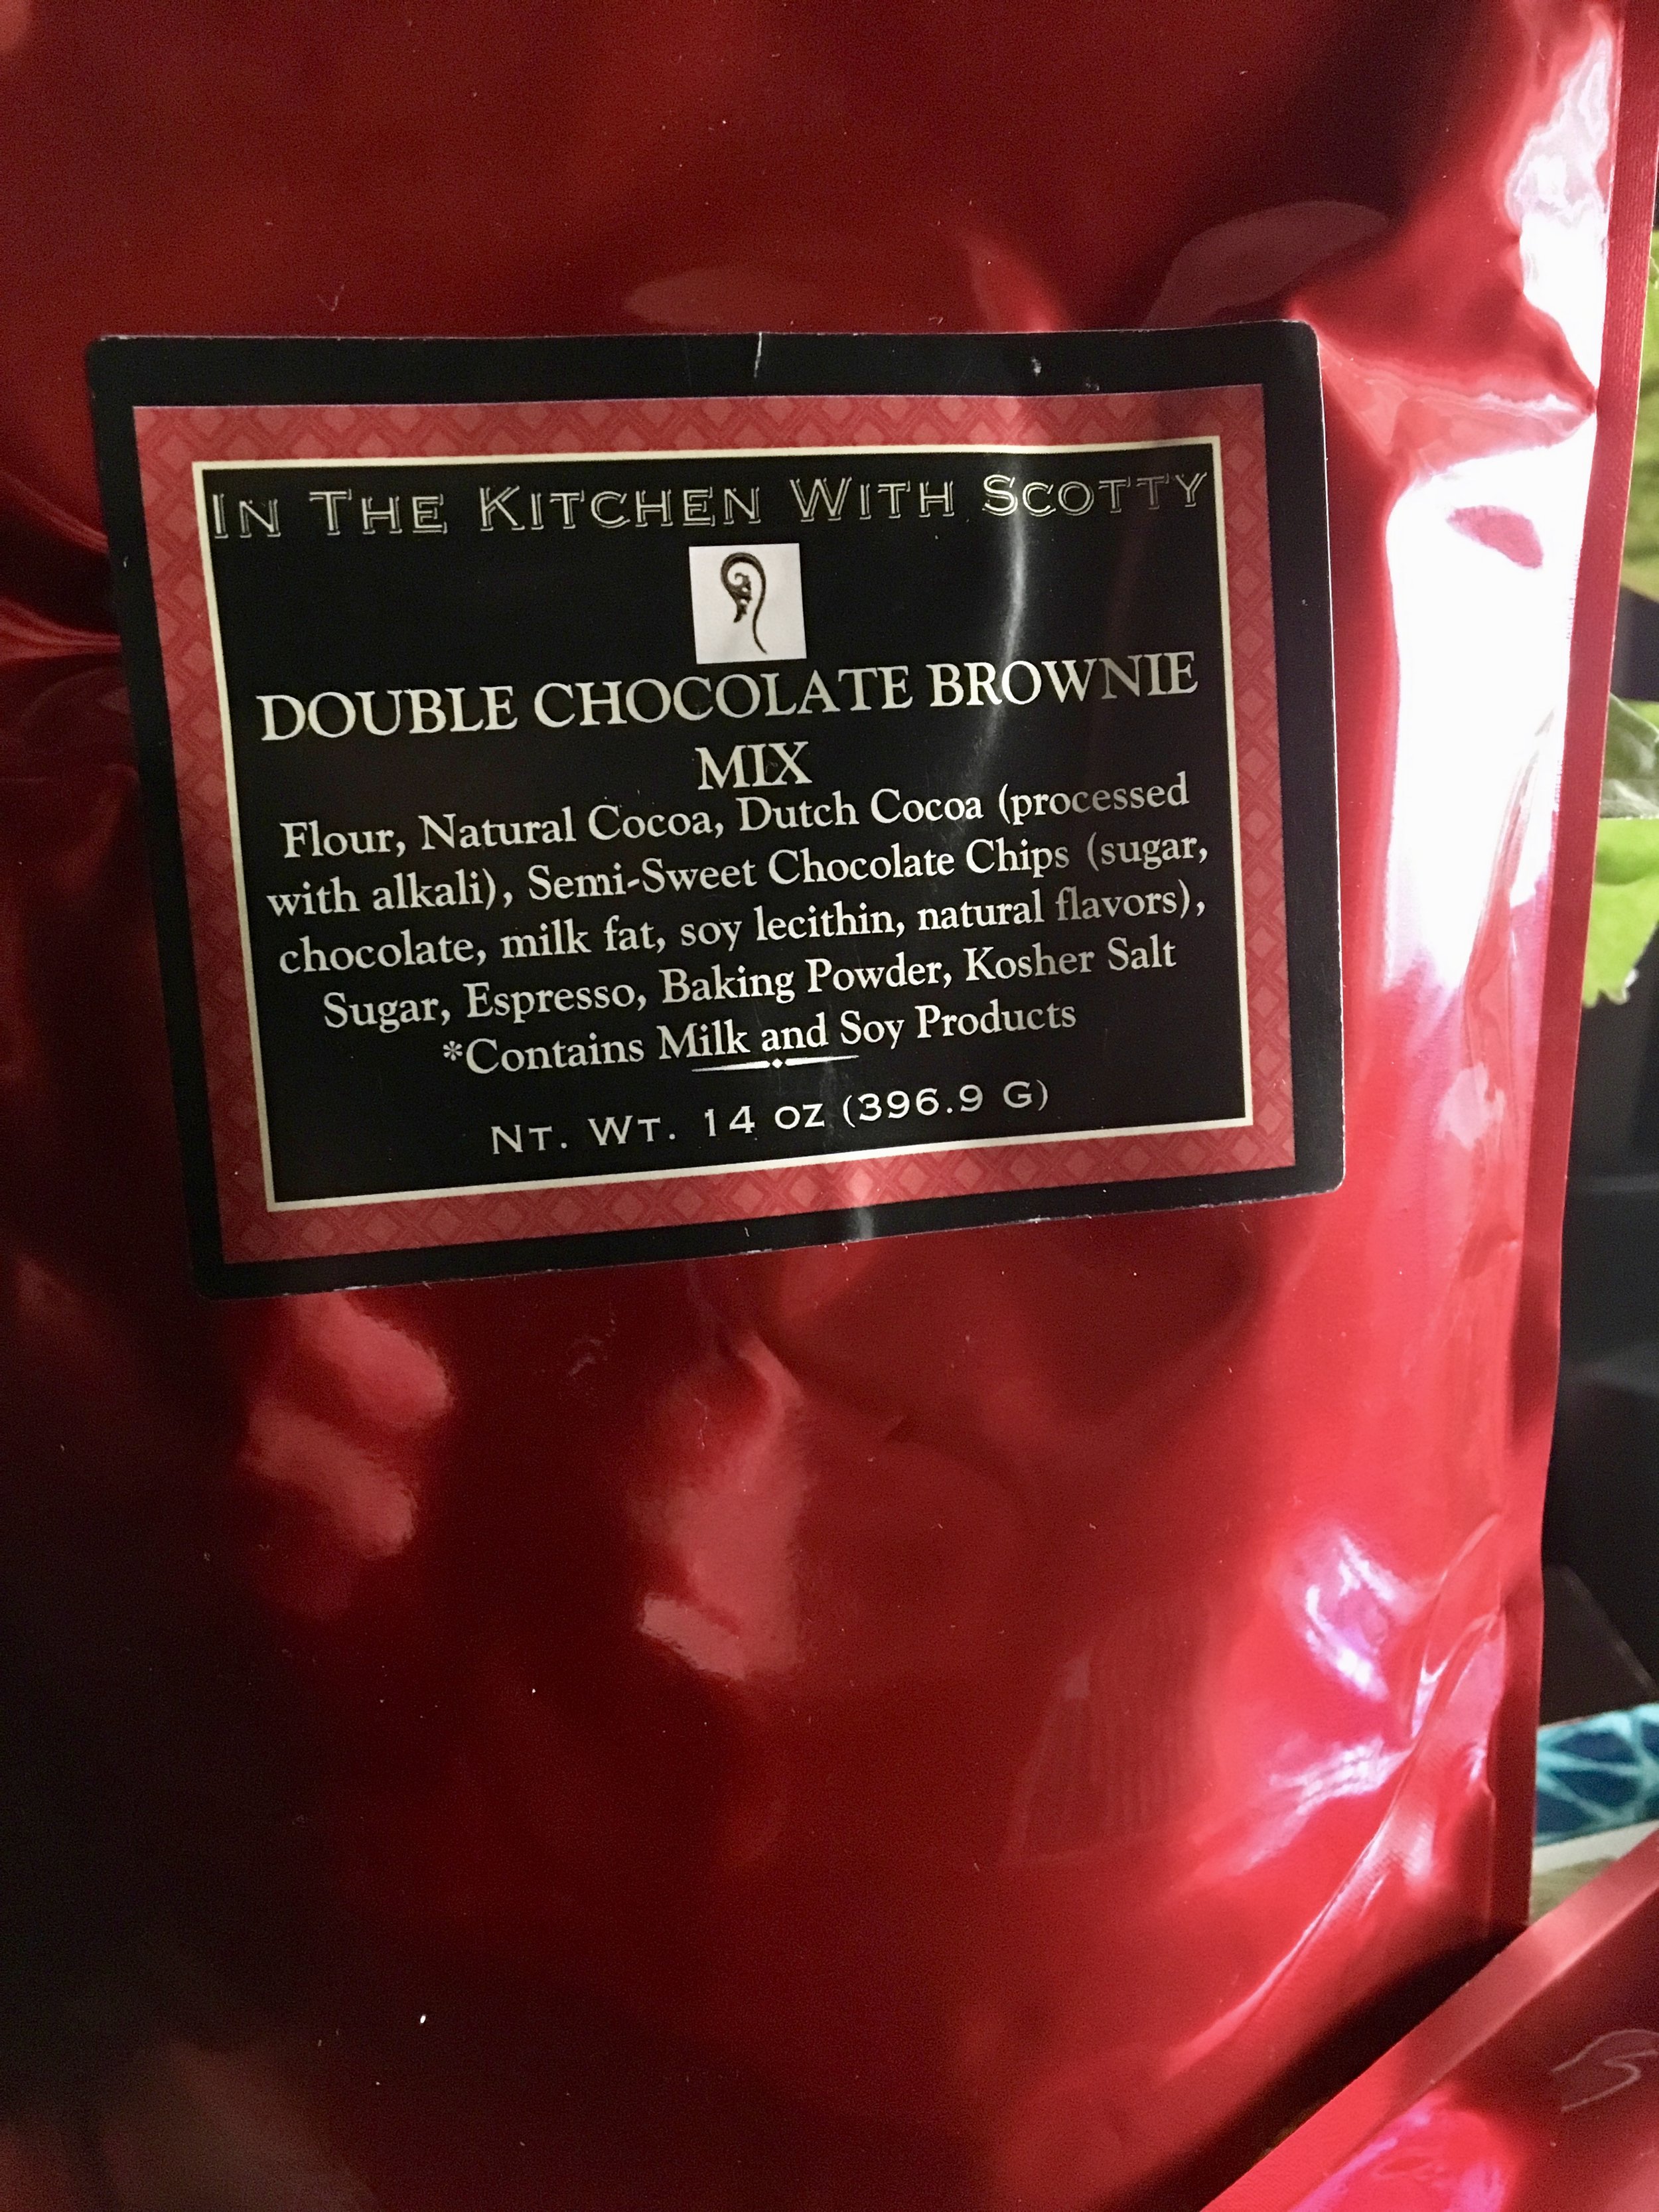 IN THE KITCHEN WITH SCOTTY
DOUBLE CHOCOLATE BROWNIE
MIX
Flour, Natural Cocoa, Dutch Cocoa (processed
with alkali), Semi-Sweet Chocolate Chips (sugar,
chocolate, milk fat, soy lecithin, natural flavors),
Sugar, Espresso, Baking Powder, Kosher Salt
*Contains Milk and Soy Products
NT. WT. 14 OZ (396.9 G)